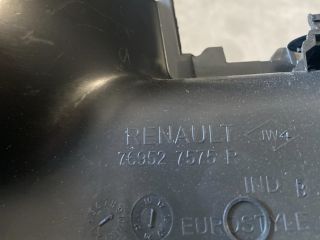 RENAULT
76952 7575 R
IND B
EUROSTYLE